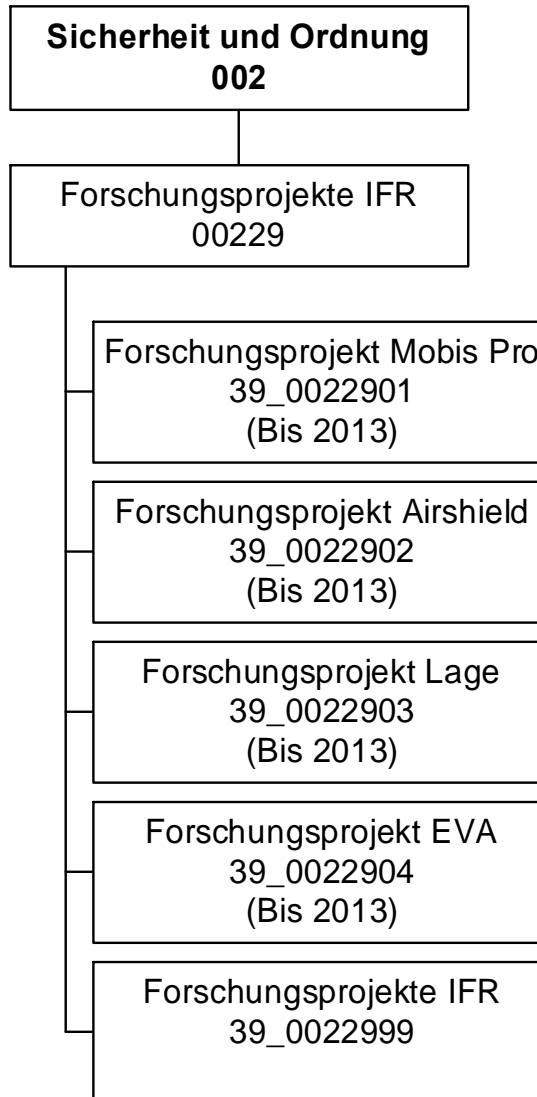 Sicherheit und Ordnung
002
Forschungsprojekte IFR
00229
Forschungsprojekt Mobis Pro
39_0022901
(Bis 2013)
Forschungsprojekt Airshield
39_0022902
(Bis 2013)
Forschungsprojekt Lage
39_0022903
(Bis 2013)
Forschungsprojekt EVA
39_0022904
(Bis 2013)
Forschungsprojekte IFR
39_0022999